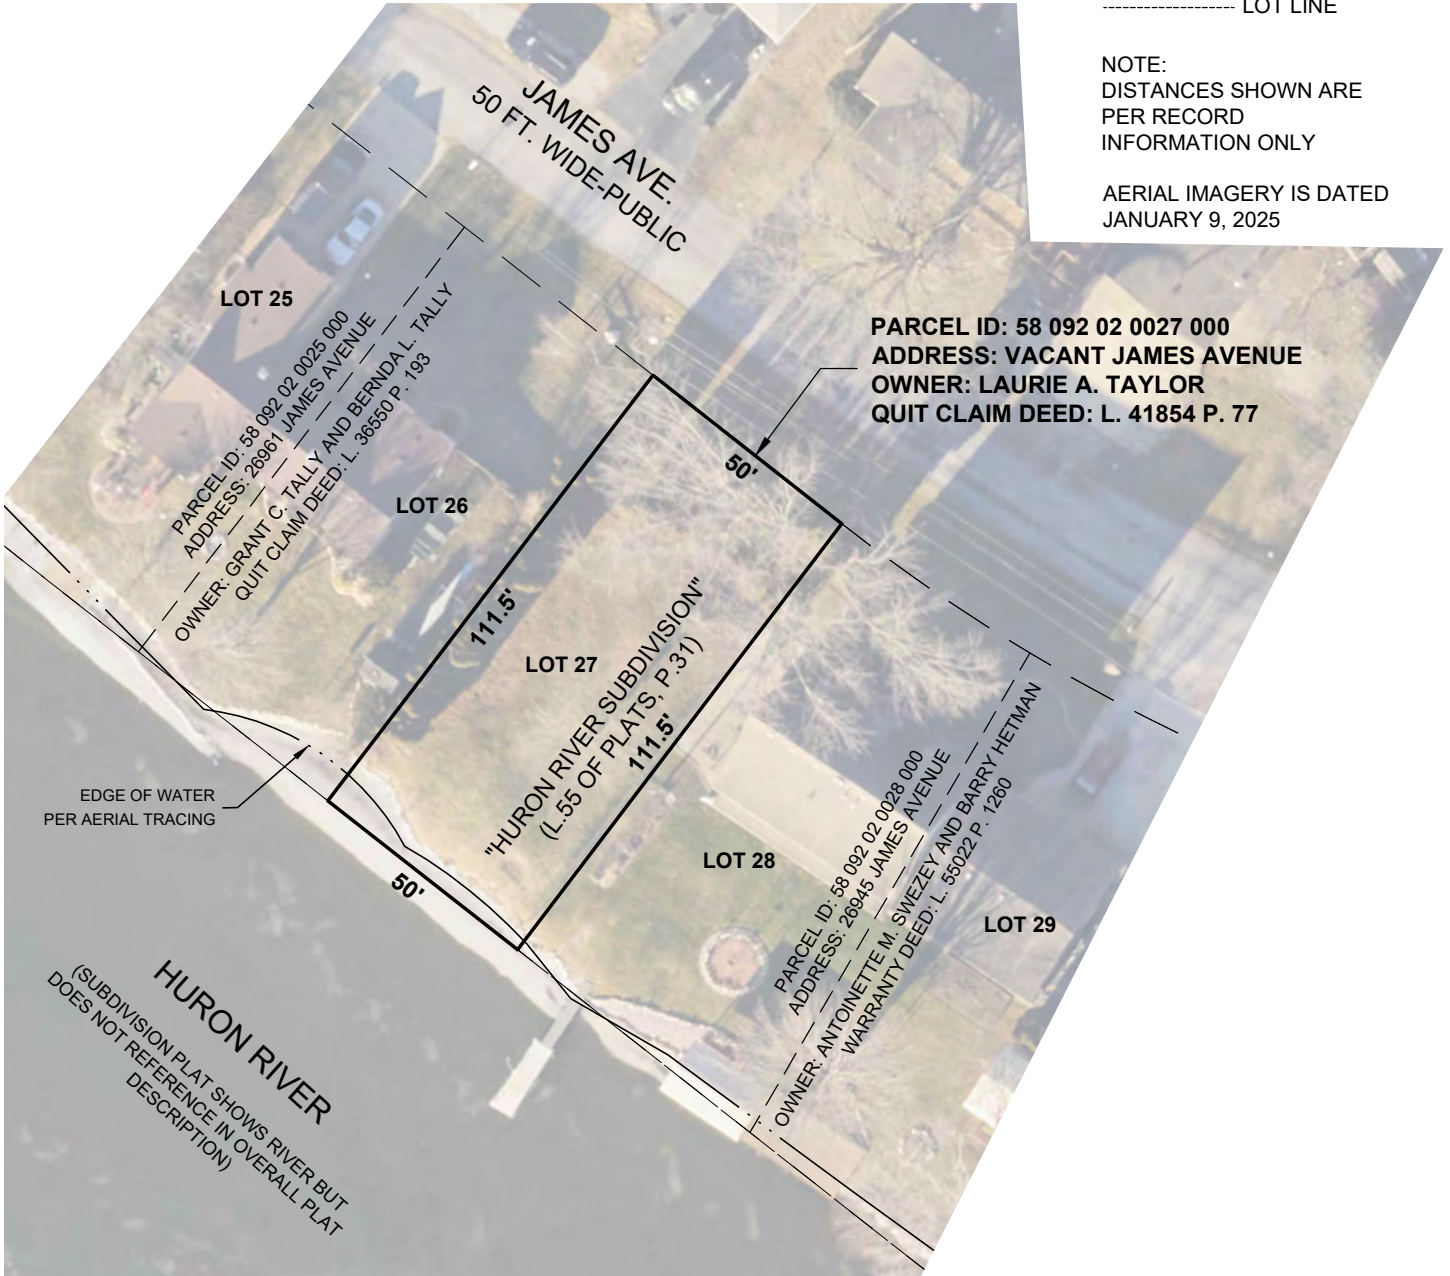 ------------------- LOT LINE
NOTE:
DISTANCES SHOWN ARE
PER RECORD
INFORMATION ONLY
AERIAL IMAGERY IS DATED
JANUARY 9, 2025
JAMES AVE.
50 FT. WIDE-PUBLIC
PARCEL ID: 58 092 02 0027 000
ADDRESS: VACANT JAMES AVENUE
OWNER: LAURIE A. TAYLOR
QUIT CLAIM DEED: L. 41854 P. 77
LOT 25
PARCEL ID: 58 092 02 0025 000
ADDRESS: 26961 JAMES AVENUE
OWNER: GRANT C. TALLY AND BERNDA L. TALLY
QUIT CLAIM DEED: L. 36550 P. 193
LOT 26
50'
111.5'
LOT 27
"HURON RIVER SUBDIVISION"
(L.55 OF PLATS, P.31)
111.5'
50'
EDGE OF WATER
PER AERIAL TRACING
LOT 28
PARCEL ID: 58 092 02 0028 000
ADDRESS: 26945 JAMES AVENUE
OWNER: ANTOINETTE M. SWEZEY AND BARRY HETMAN
WARRANTY DEED: L. 55022 P. 1260
LOT 29
HURON RIVER
(SUBDIVISION PLAT SHOWS RIVER BUT
DOES NOT REFERENCE IN OVERALL PLAT
DESCRIPTION)